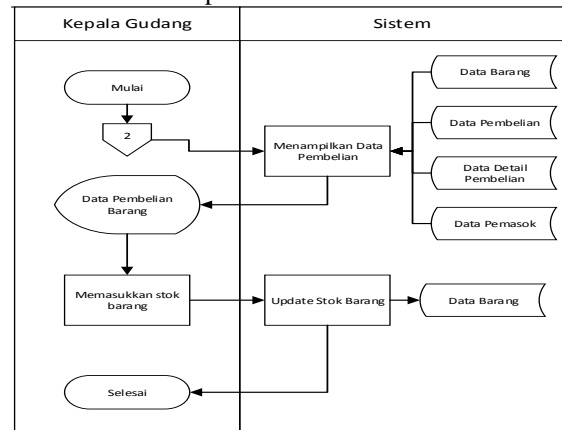 Kepala Gudang
Sistem
Mulai
2
Menampilkan Data
Pembelian
Data Barang
Data Pembelian
Data Detail
Pembelian
Data Pemasok
Data Pembelian
Barang
Memasukkan stok
barang
Update Stok Barang
Data Barang
Selesai